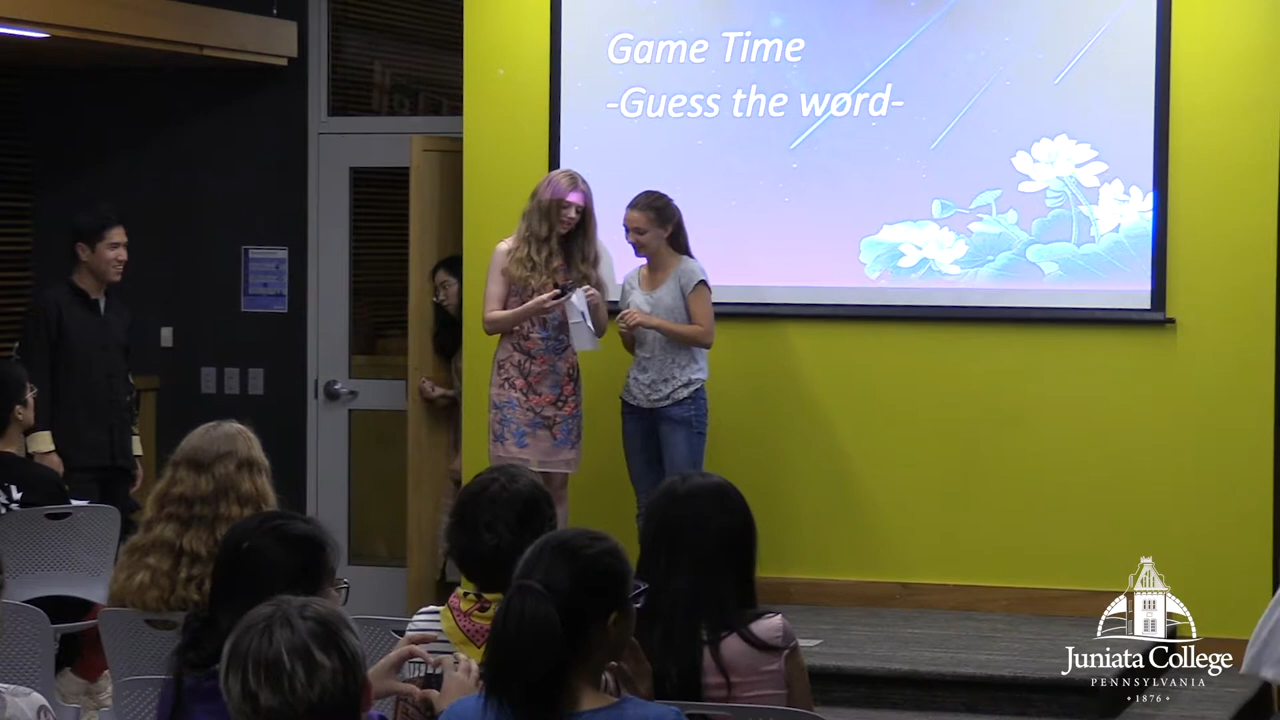 Game Time
-Guess the word-
Juniata College
PENNSYLVANIA
• 1876 •